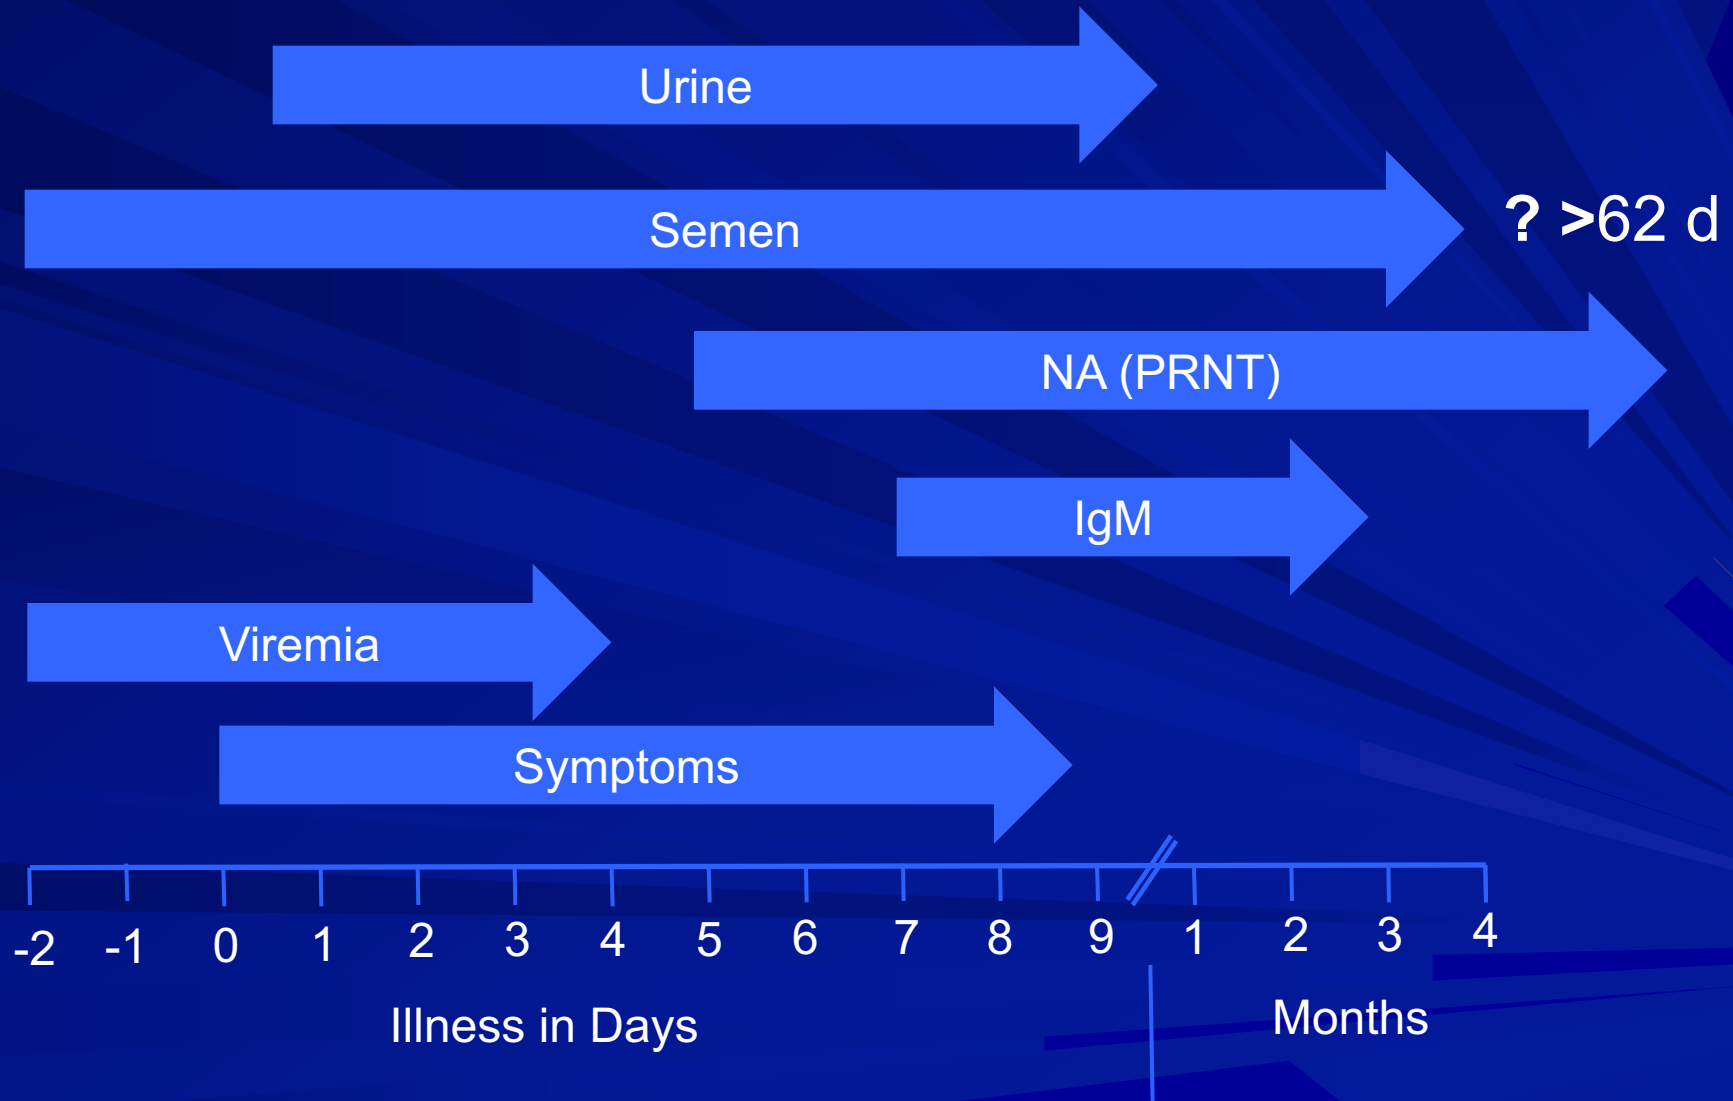 Urine
Semen
? >62 d
NA (PRNT)
IgM
Viremia
Symptoms
-2 -1 0 1 2 3 4 5 6 7 8 9 1 2 3 4
Illness in Days
Months